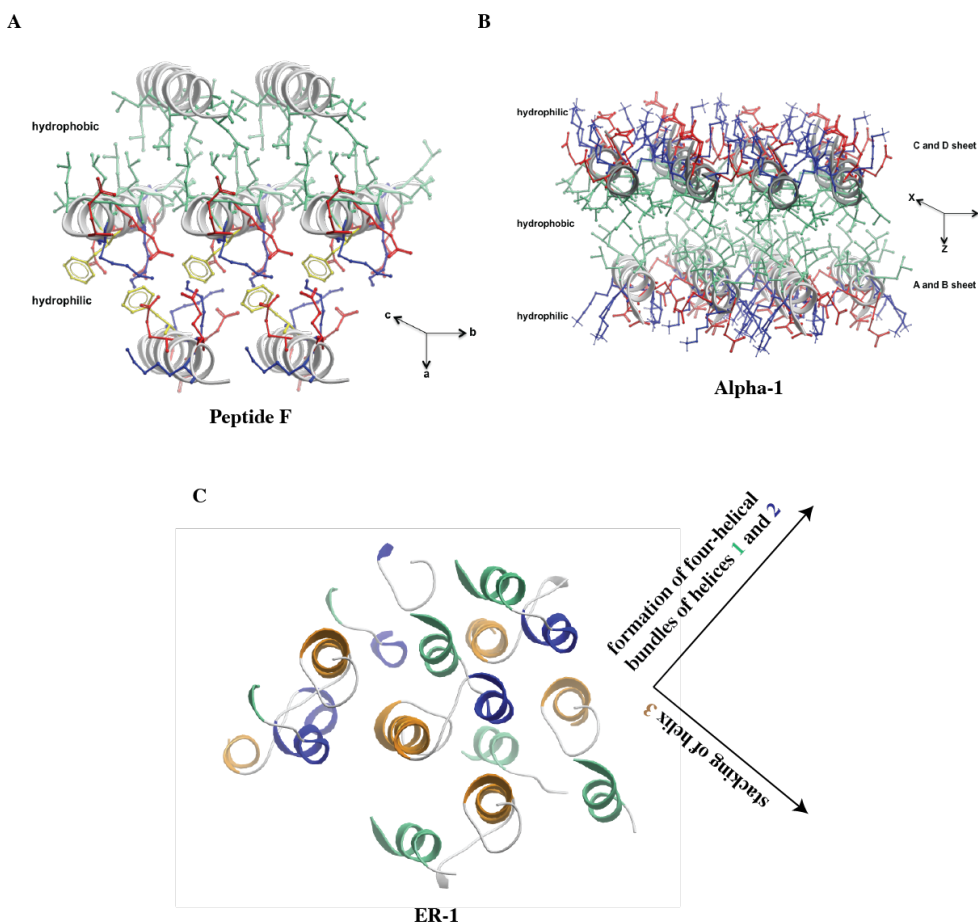 A
hydrophobic
hydrophilic
c
b
a
Peptide F
B
hydrophilic
C and D sheet
x
hydrophobic
z
A and B sheet
hydrophilic
Alpha-1
C
formation of four-helical
bundles of helices 1 and 2
stacking of helix 3
ER-1